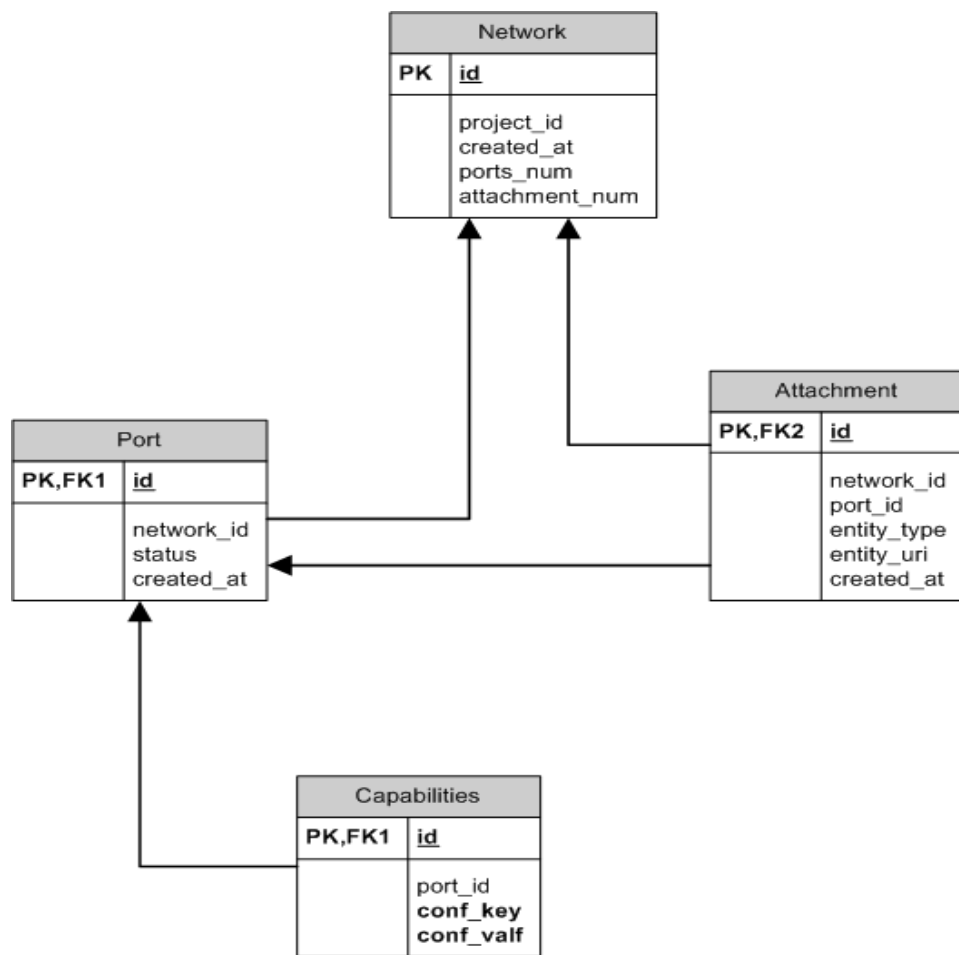 Network
PK id
project_id
created_at
ports_num
attachment_num
Attachment
PK,FK2 id
network_id
port_id
entity_type
entity_uri
created_at
Port
PK,FK1 id
network_id
status
created_at
Capabilities
PK,FK1 id
port_id
conf_key
conf_valf